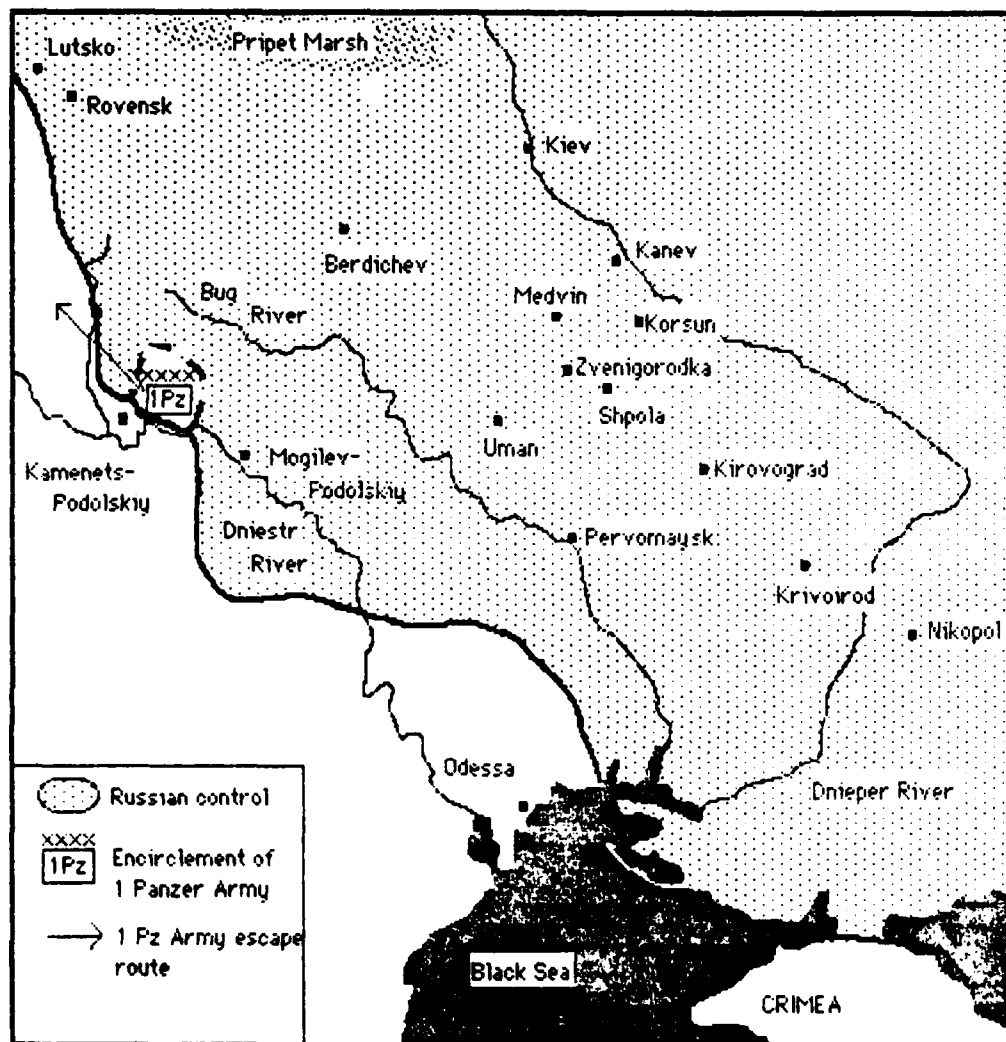 Pripet Marsh
Lutsko
Rovensk
Kiev
Kanev
Berdichev
Bug
River
Medvin
Korsun
Zvenigorodka
Shpola
XXXX
1Pz
Uman
Kirovograd
Kamenets-
Podolskiy
Mogilev-
Podolskiy
Dniestr
River
Pervomaysk
Krivoirod
Nikopol
Odessa
Dnieper River
Black Sea
CRIMEA
Russian control
XXXX
1Pz
Encirclement of
1 Panzer Army
1 Pz Army escape
route